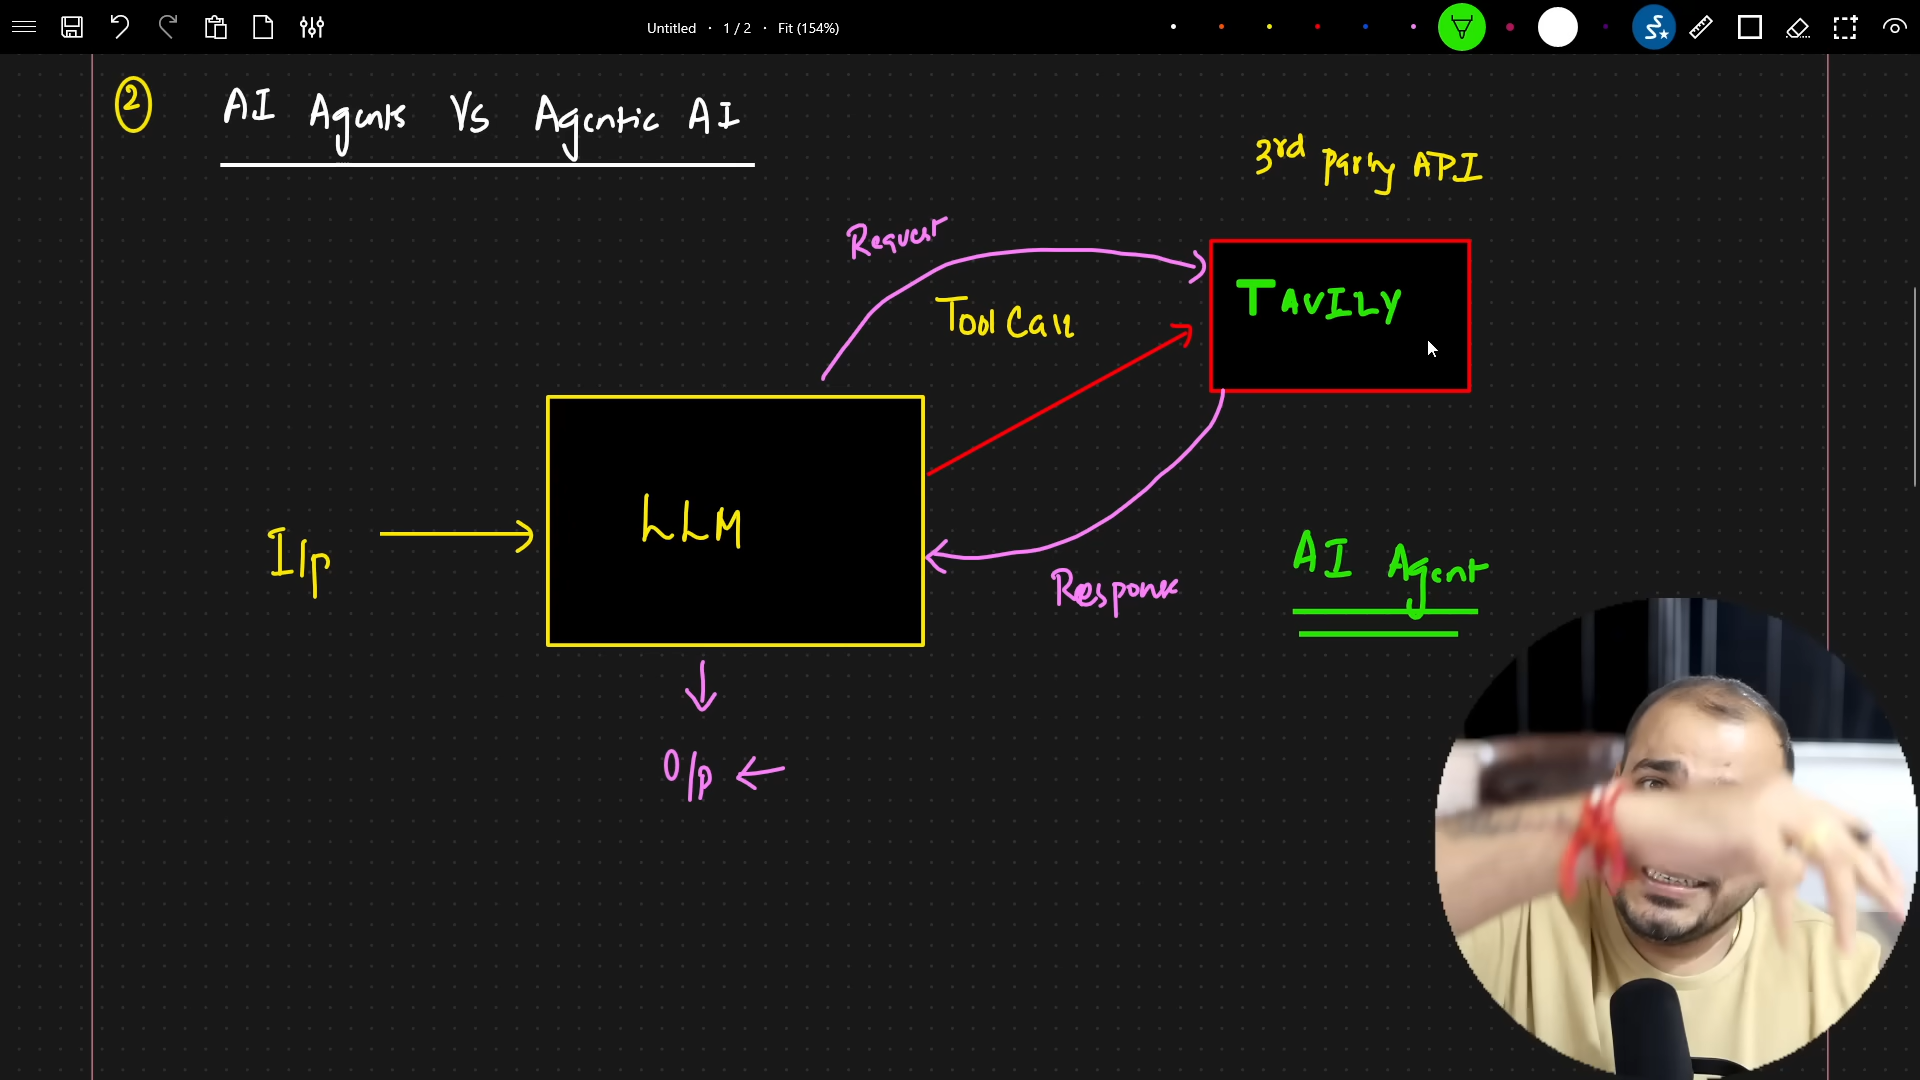 Untitled · 1 / 2 · Fit (154%)
2 AI Agents Vs Agentic AI
3rd party API
Request
TAVILY
Tool Call
LLM
I/p
AI Agent
Response
O/p